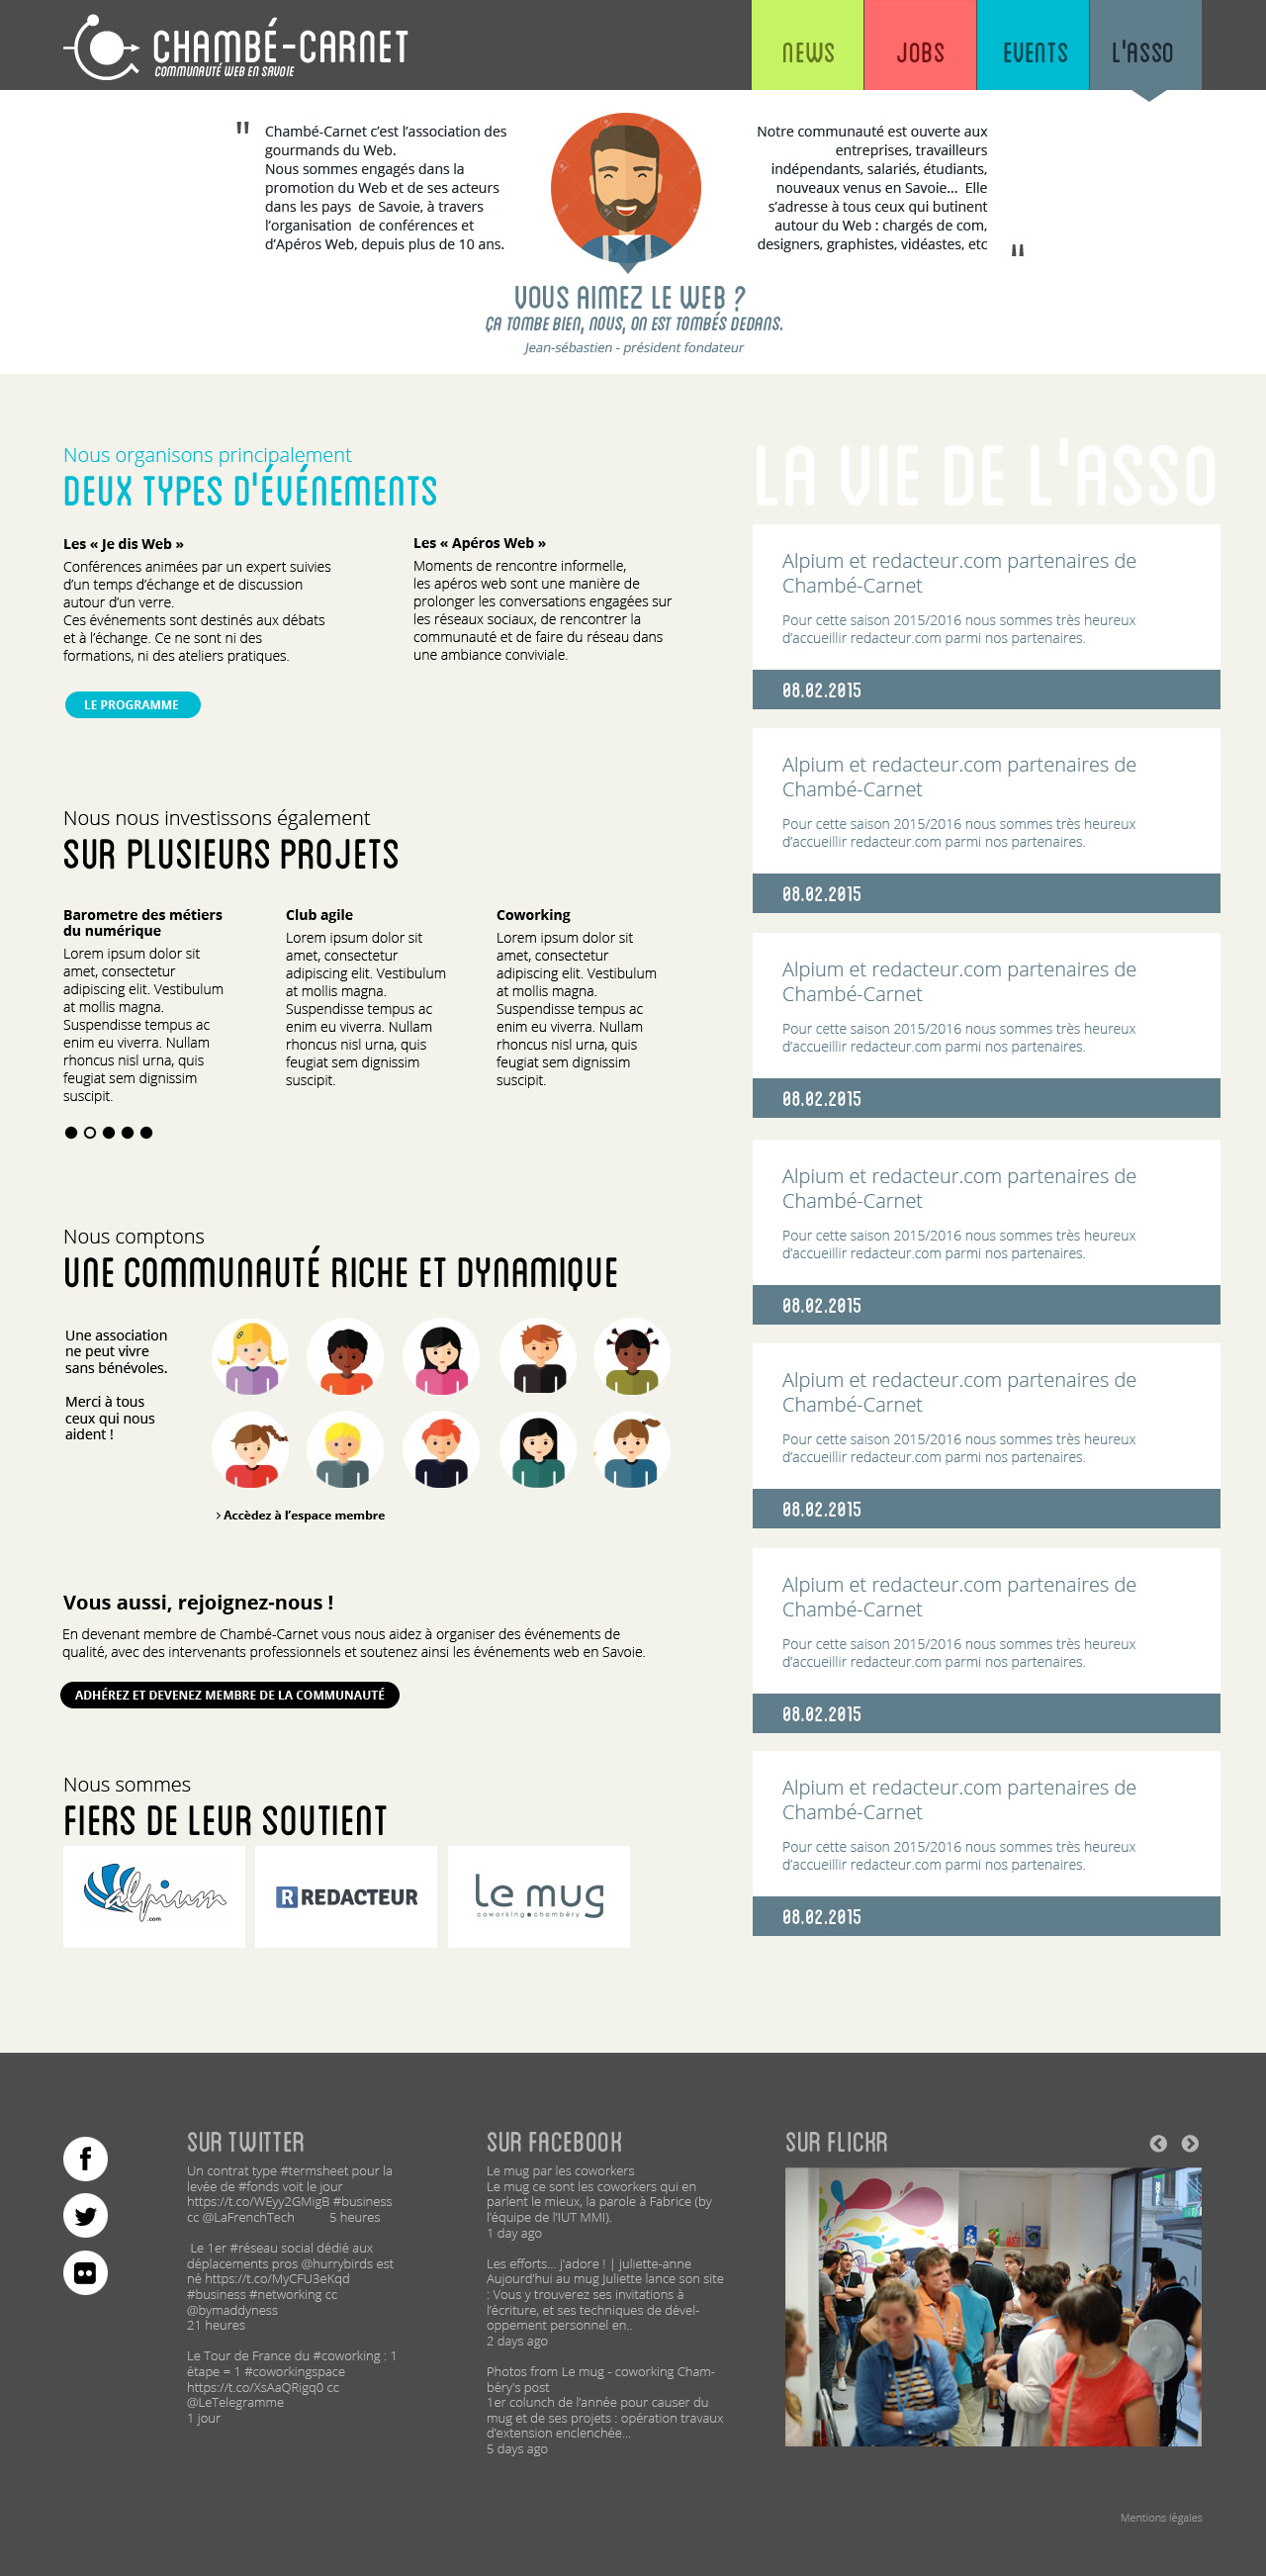 CHAMBÉ-CARNET
COMMUNAUTÉ WEB EN SAVOIE
NEWS
JOBS
EVENTS
L'ASSO
"
Chambé-Carnet c’est l’association des
gourmands du Web.
Nous sommes engagés dans la
promotion du Web et de ses acteurs
dans les pays  de Savoie, à travers
l’organisation  de conférences et
d’Apéros Web, depuis plus de 10 ans.
Notre communauté est ouverte aux
entreprises, travailleurs
indépendants, salariés, étudiants,
nouveaux venus en Savoie...  Elle
s’adresse à tous ceux qui butinent
autour du Web : chargés de com,
designers, graphistes, vidéastes, etc
"
VOUS AIMEZ LE WEB ?
ÇA TOMBE BIEN, NOUS, ON EST TOMBÉS DEDANS.
Jean-sébastien - président fondateur
Nous organisons principalement
DEUX TYPES D'ÉVÉNEMENTS
Les « Je dis Web »
Conférences animées par un expert suivies
d’un temps d’échange et de discussion
autour d’un verre.
Ces événements sont destinés aux débats
et à l’échange. Ce ne sont ni des
formations, ni des ateliers pratiques.
Les « Apéros Web »
Moments de rencontre informelle,
les apéros web sont une manière de
prolonger les conversations engagées sur
les réseaux sociaux, de rencontrer la
communauté et de faire du réseau dans
une ambiance conviviale.
LE PROGRAMME
Nous nous investissons également
SUR PLUSIEURS PROJETS
Barometre des métiers
du numérique
Lorem ipsum dolor sit
amet, consectetur
adipiscing elit. Vestibulum
at mollis magna.
Suspendisse tempus ac
enim eu viverra. Nullam
rhoncus nisl urna, quis
feugiat sem dignissim
suscipit.
Club agile
Lorem ipsum dolor sit
amet, consectetur
adipiscing elit. Vestibulum
at mollis magna.
Suspendisse tempus ac
enim eu viverra. Nullam
rhoncus nisl urna, quis
feugiat sem dignissim
suscipit.
Coworking
Lorem ipsum dolor sit
amet, consectetur
adipiscing elit. Vestibulum
at mollis magna.
Suspendisse tempus ac
enim eu viverra. Nullam
rhoncus nisl urna, quis
feugiat sem dignissim
suscipit.
Nous comptons
UNE COMMUNAUTÉ RICHE ET DYNAMIQUE
Une association
ne peut vivre
sans bénévoles.
Merci à tous
ceux qui nous
aident !
› Accèdez à l’espace membre
Vous aussi, rejoignez-nous !
En devenant membre de Chambé-Carnet vous nous aidez à organiser des événements de
qualité, avec des intervenants professionnels et soutenez ainsi les événements web en Savoie.
ADHÉREZ ET DEVENEZ MEMBRE DE LA COMMUNAUTÉ
Nous sommes
FIERS DE LEUR SOUTIENT
alpium
.com
R REDACTEUR
Le mug
coworking•chambéry
LA VIE DE L'ASSO
Alpium et redacteur.com partenaires de
Chambé-Carnet
Pour cette saison 2015/2016 nous sommes très heureux
d’accueillir redacteur.com parmi nos partenaires.
08.02.2015
Alpium et redacteur.com partenaires de
Chambé-Carnet
Pour cette saison 2015/2016 nous sommes très heureux
d’accueillir redacteur.com parmi nos partenaires.
08.02.2015
Alpium et redacteur.com partenaires de
Chambé-Carnet
Pour cette saison 2015/2016 nous sommes très heureux
d’accueillir redacteur.com parmi nos partenaires.
08.02.2015
Alpium et redacteur.com partenaires de
Chambé-Carnet
Pour cette saison 2015/2016 nous sommes très heureux
d’accueillir redacteur.com parmi nos partenaires.
08.02.2015
Alpium et redacteur.com partenaires de
Chambé-Carnet
Pour cette saison 2015/2016 nous sommes très heureux
d’accueillir redacteur.com parmi nos partenaires.
08.02.2015
Alpium et redacteur.com partenaires de
Chambé-Carnet
Pour cette saison 2015/2016 nous sommes très heureux
d’accueillir redacteur.com parmi nos partenaires.
08.02.2015
Alpium et redacteur.com partenaires de
Chambé-Carnet
Pour cette saison 2015/2016 nous sommes très heureux
d’accueillir redacteur.com parmi nos partenaires.
08.02.2015
SUR TWITTER
Un contrat type #termsheet pour la
levée de #fonds voit le jour
https://t.co/WEyy2GMigB #business
cc @LaFrenchTech 5 heures
Le 1er #réseau social dédié aux
déplacements pros @hurrybirds est
né https://t.co/MyCFU3eKqd
#business #networking cc
@bymaddyness
21 heures
Le Tour de France du #coworking : 1
étape = 1 #coworkingspace
https://t.co/XsAaQRigq0 cc
@LeTelegramme
1 jour
SUR FACEBOOK
Le mug par les coworkers
Le mug ce sont les coworkers qui en
parlent le mieux, la parole à Fabrice (by
l’équipe de l’IUT MMI).
1 day ago
Les efforts... j’adore ! | juliette-anne
Aujourd’hui au mug Juliette lance son site
: Vous y trouverez ses invitations à
l’écriture, et ses techniques de dével-
oppement personnel en..
2 days ago
Photos from Le mug - coworking Cham-
béry's post
1er colunch de l’année pour causer du
mug et de ses projets : opération travaux
d’extension enclenchée...
5 days ago
SUR FLICKR
Mentions légales